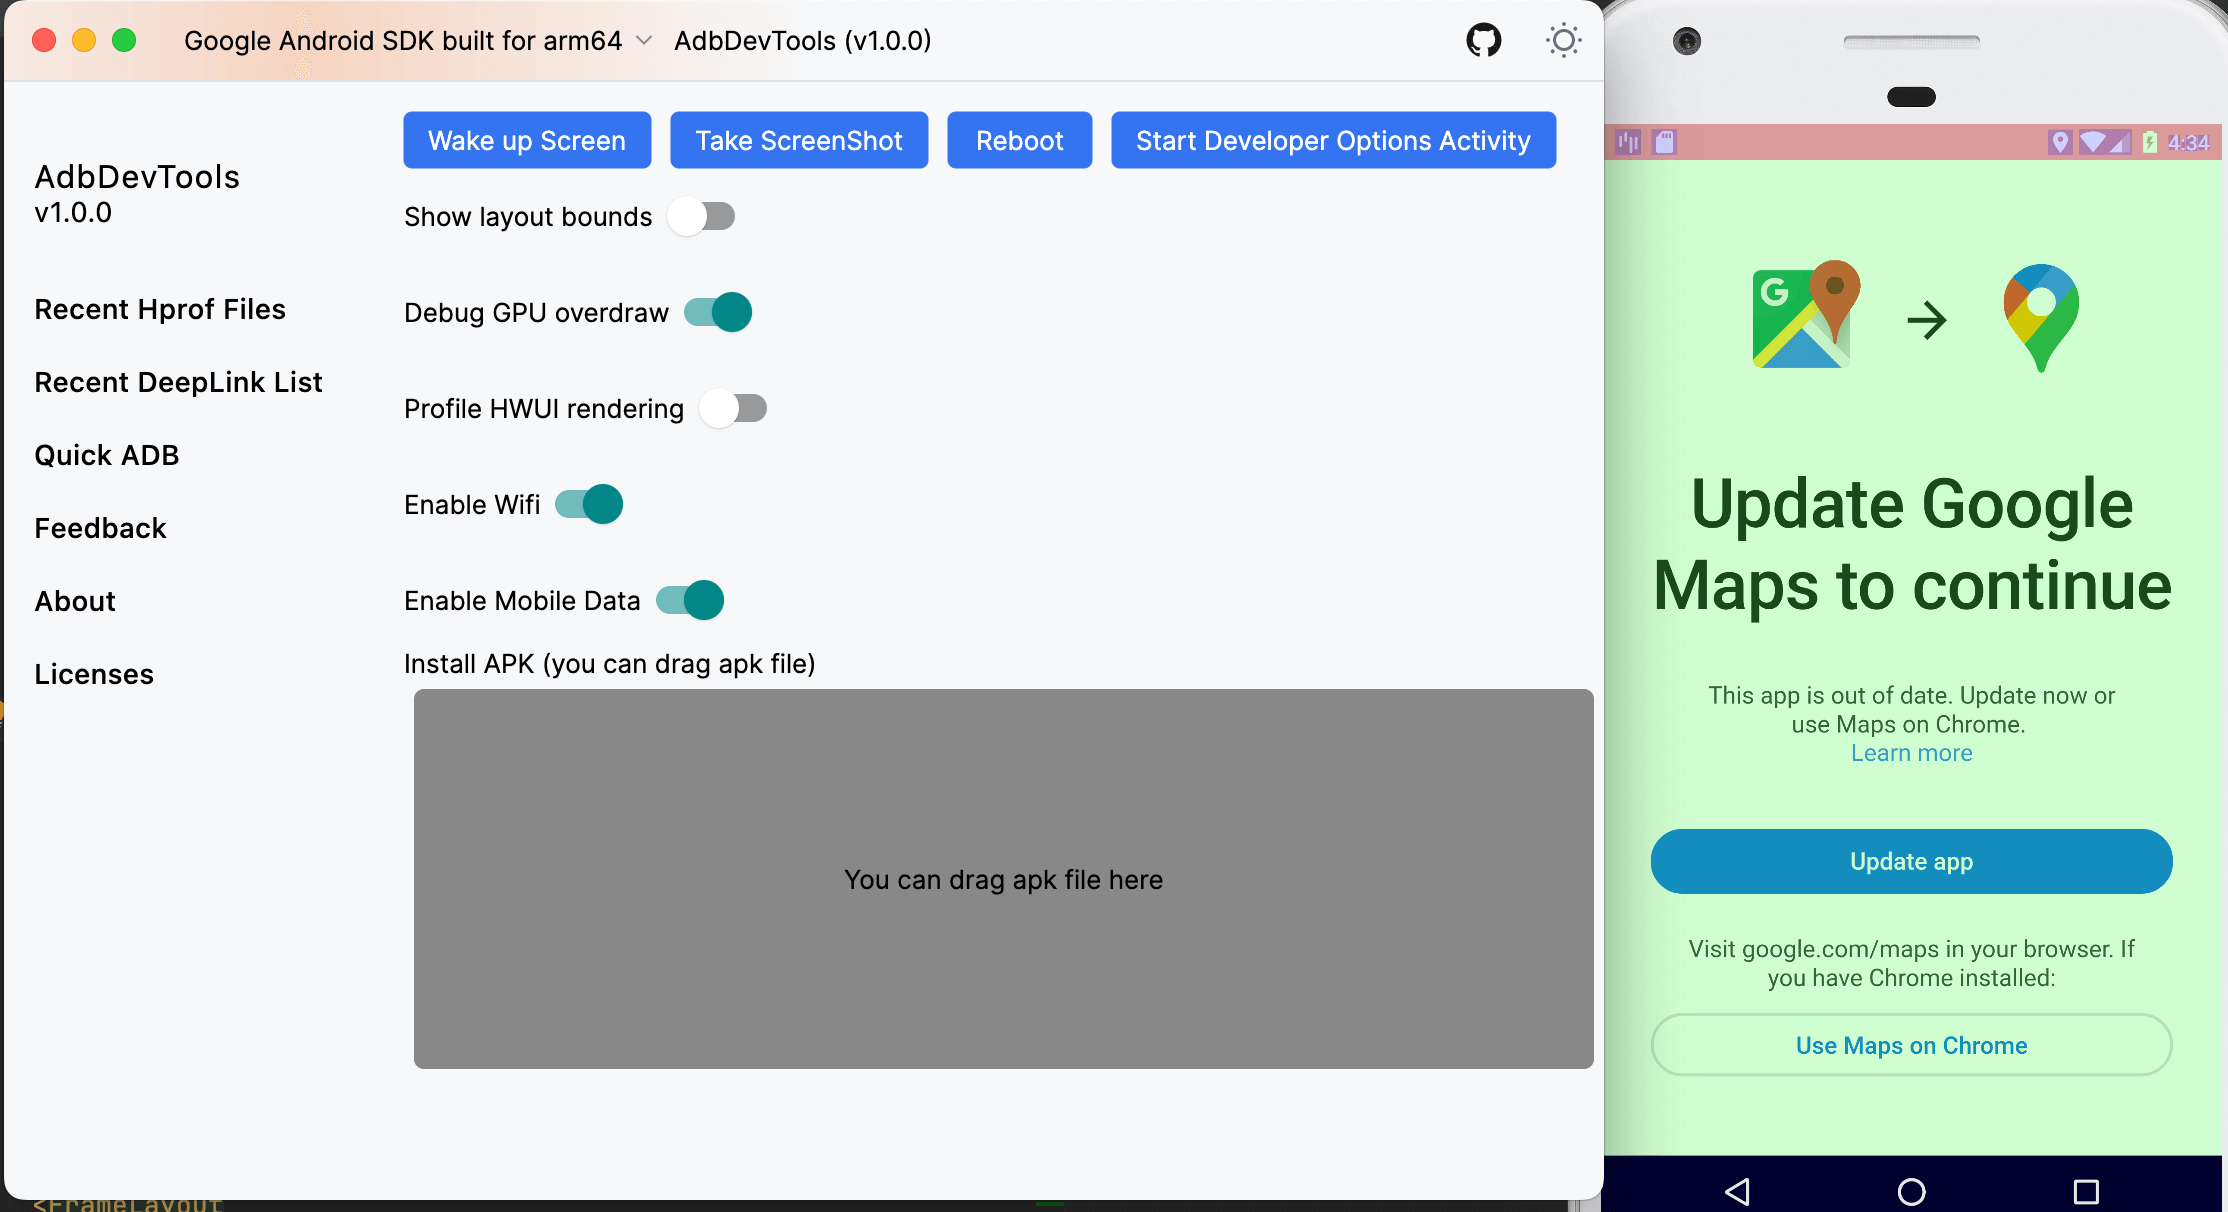 Google Android SDK built for arm64
AdbDevTools (v1.0.0)
AdbDevTools
v1.0.0
Recent Hprof Files
Recent DeepLink List
Quick ADB
Feedback
About
Licenses
Wake up Screen
Take ScreenShot
Reboot
Start Developer Options Activity
Show layout bounds
Debug GPU overdraw
Profile HWUI rendering
Enable Wifi
Enable Mobile Data
Install APK (you can drag apk file)
You can drag apk file here
<FrameLayout
4:34
G
Update Google
Maps to continue
This app is out of date. Update now or
use Maps on Chrome.
Learn more
Update app
Visit google.com/maps in your browser. If
you have Chrome installed:
Use Maps on Chrome